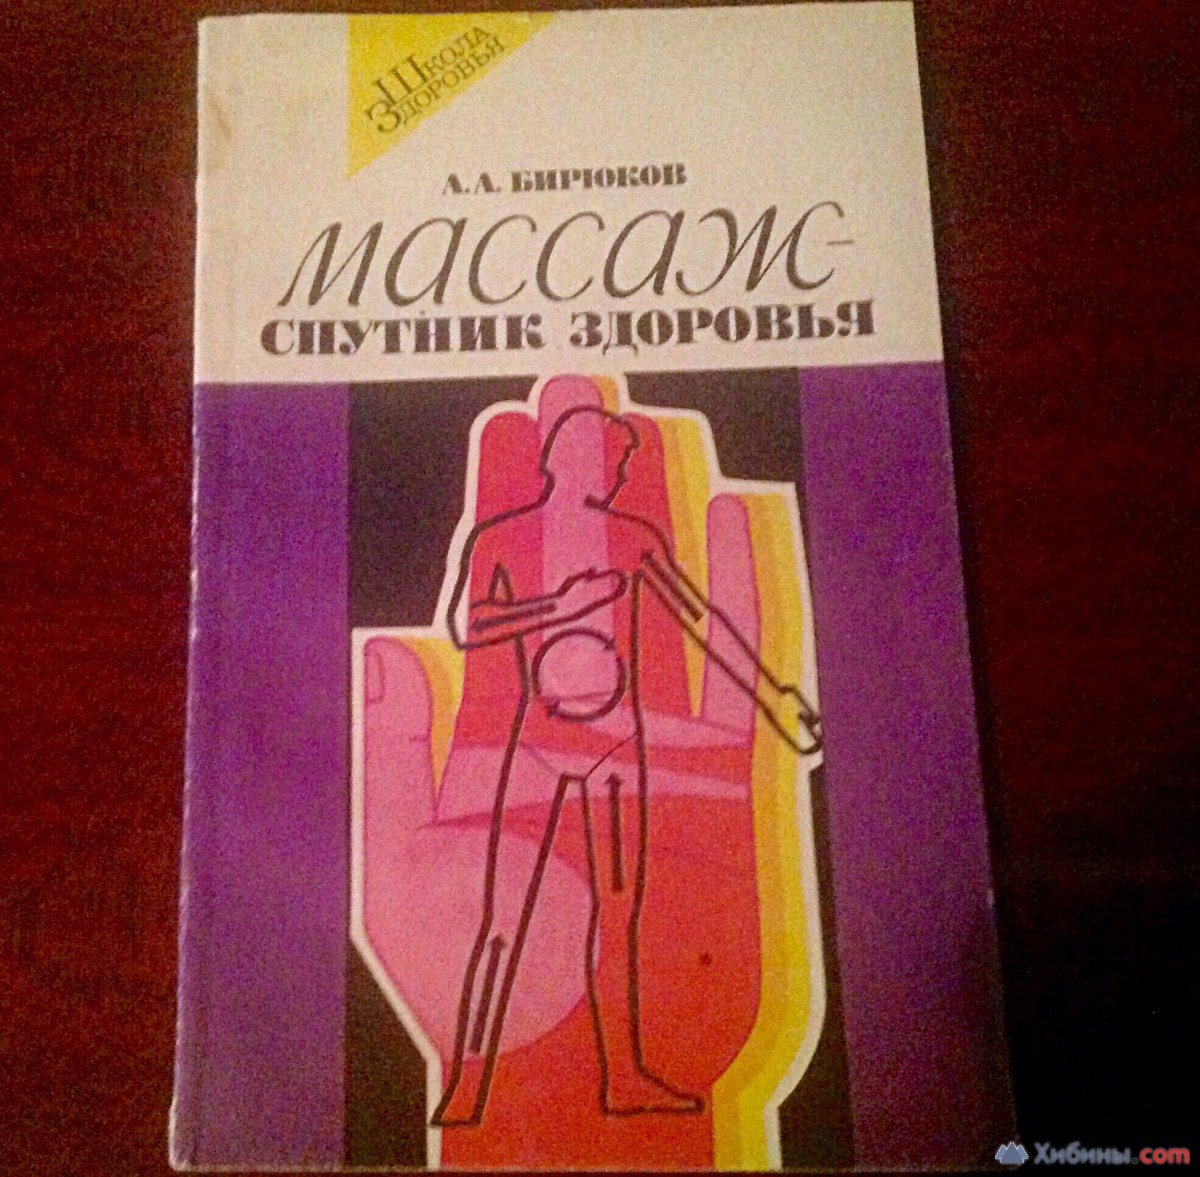 Школа
Здоровья
А.А. БИРЮКОВ
Массаж-
СПУТНИК ЗДОРОВЬЯ
Хибины.com